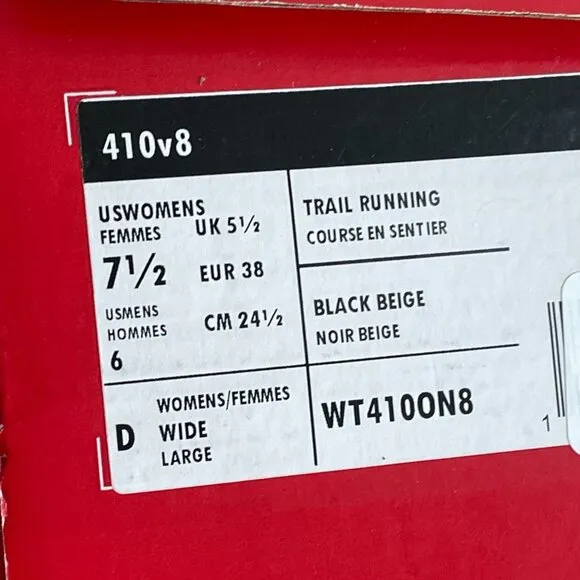 410v8
USWOMENS
FEMMES
UK 5½
7½
EUR 38
USMENS
HOMMES
CM 24½
6
D
WOMENS/FEMMES
WIDE
LARGE
TRAIL RUNNING
COURSE EN SENTIER
BLACK BEIGE
NOIR BEIGE
WT410ON8
1